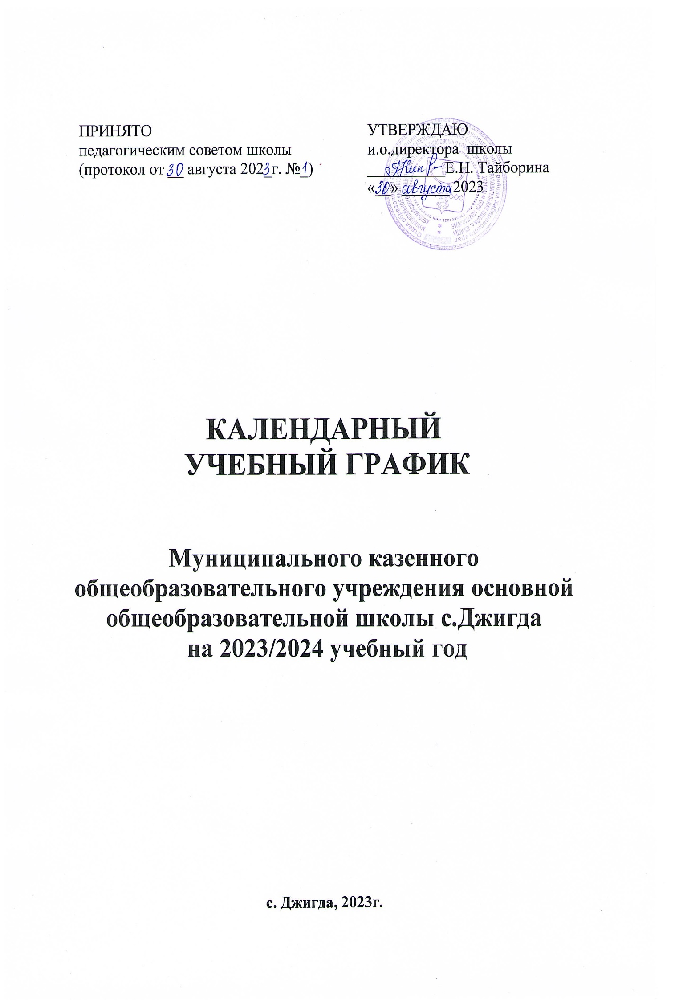 ПРИНЯТО
педагогическим советом школы
(протокол от 30 августа 2023г. №1)
УТВЕРЖДАЮ
и.о.директора школы
Е.Н. Тайборина
«30» августа 2023
КАЛЕНДАРНЫЙ
УЧЕБНЫЙ ГРАФИК
Муниципального казенного
общеобразовательного учреждения основной
общеобразовательной школы с.Джигда
на 2023/2024 учебный год
с. Джигда, 2023г.